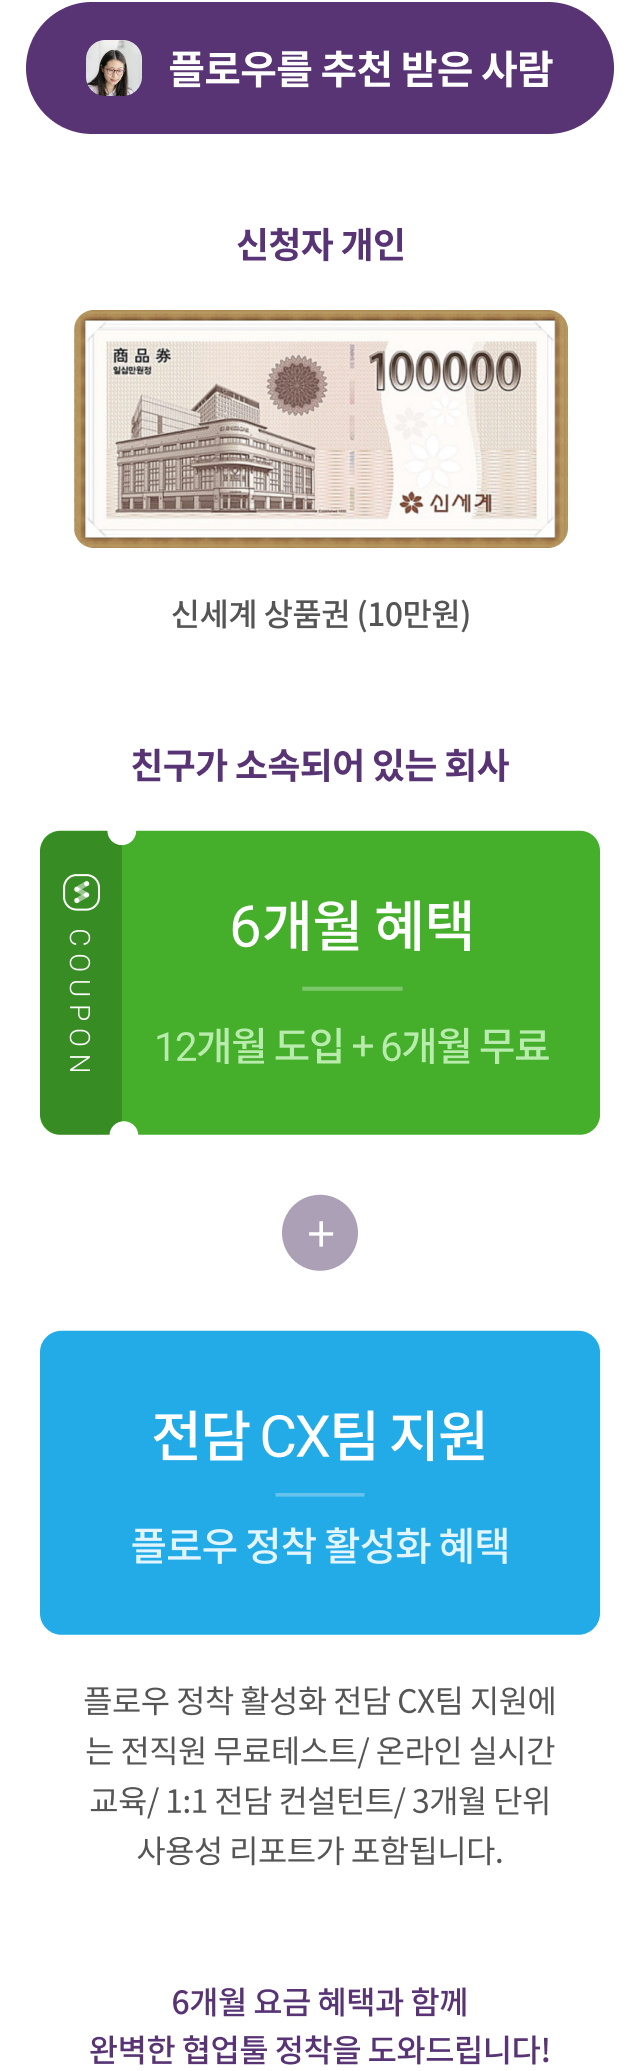 플로우를 추천 받은 사람
신청자 개인
商品券
일십만원정
100000
신세계
신세계 상품권 (10만원)
친구가 소속되어 있는 회사
COUPON
6개월 혜택
12개월 도입 + 6개월 무료
+
전담 CX팀 지원
플로우 정착 활성화 혜택
플로우 정착 활성화 전담 CX팀 지원에
는 전직원 무료테스트/ 온라인 실시간
교육/ 1:1 전담 컨설턴트/ 3개월 단위
사용성 리포트가 포함됩니다.
6개월 요금 혜택과 함께
완벽한 협업툴 정착을 도와드립니다!